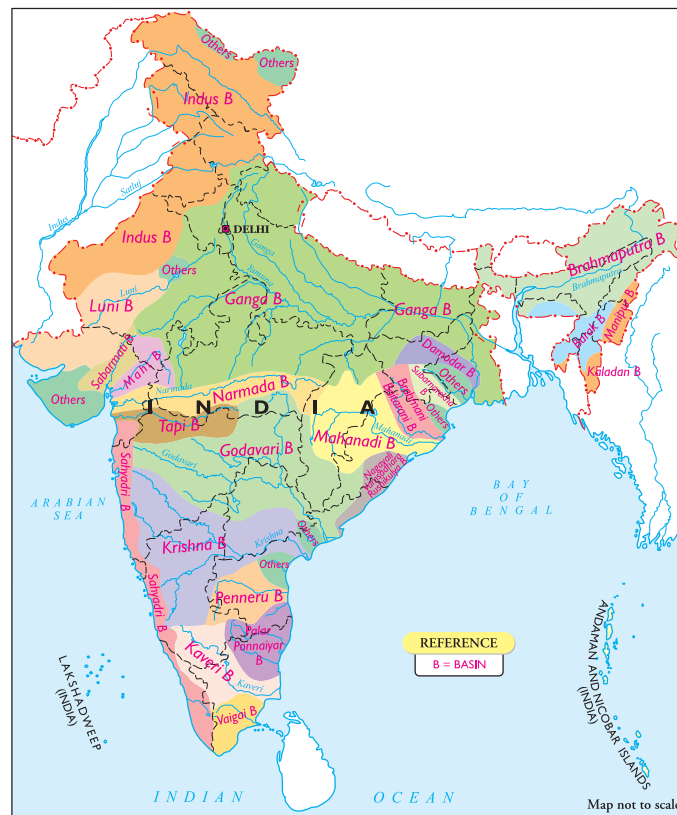 Others
Others
Indus B
Indus
Satluj
DELHI
Indus B
Ganga
Others
Jamuna
Luni
Luni B
Ganga B
Ganga B
Brahmaputra B
Brahmaputra
Barak B
Manipur B
Kaladan B
Sabarmati B
Mahi B
Damodar B
Others
Subarnarekha B
Brahmani
Baitarani B
Others
Others
Narmada
Narmada B
I N D I A
Tapi B
Mahanadi
Mahanadi B
Godavari B
Godavari
Sahyadri B
Rushikulya B
ARABIAN
SEA
BAY
OF
BENGAL
Krishna
Krishna B
Others
Others
Sahyadri B
Penneru B
Palar
Ponnaiyar
B
Kaveri B
Kaveri
Vaigai B
REFERENCE
B = BASIN
LAKSHADWEEP
(INDIA)
ANDAMAN AND NICOBAR ISLANDS
(INDIA)
INDIAN OCEAN
Map not to scale